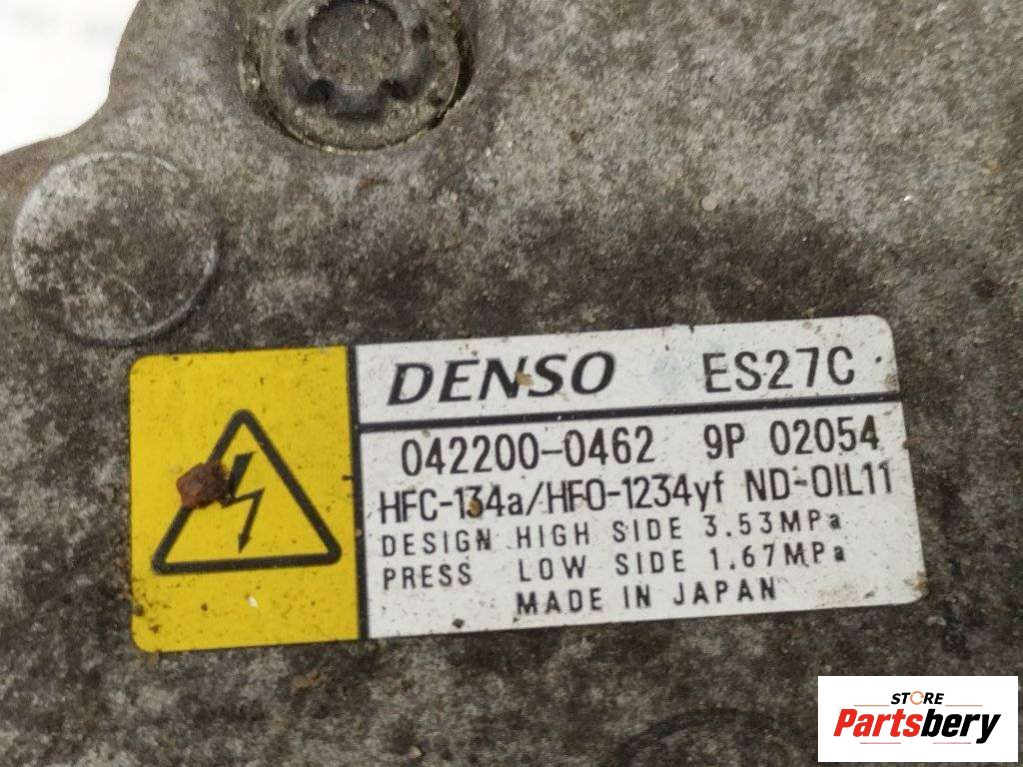 DENSO ES27C
042200-0462 9P 02054
HFC-134a/HFO-1234yf ND-OIL11
DESIGN HIGH SIDE 3.53MPa
PRESS LOW SIDE 1.67MPa
MADE IN JAPAN
STORE
Partsbery